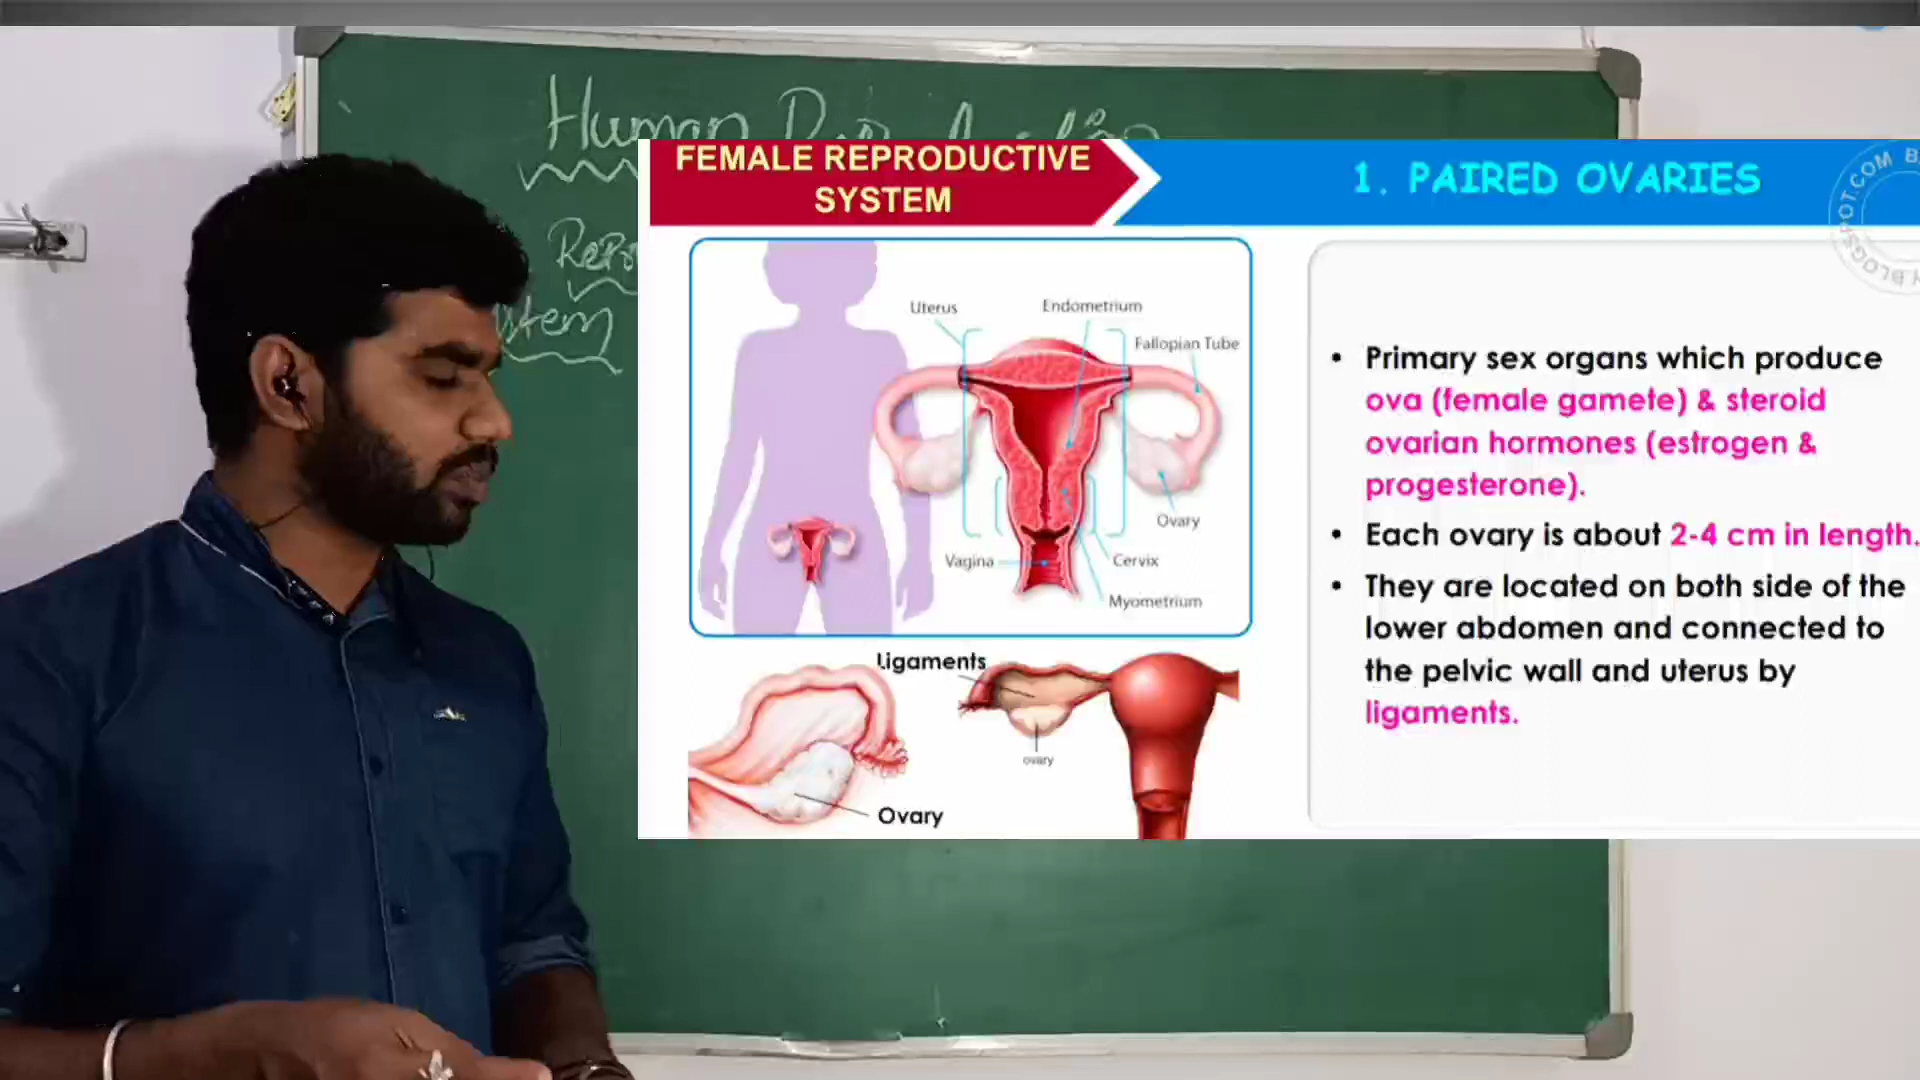 Human
FEMALE REPRODUCTIVE
SYSTEM
1. PAIRED OVARIES
Uterus
Endometrium
Fallopian Tube
Ovary
Vagina
Cervix
Myometrium
Ligaments
ovary
Ovary
• Primary sex organs which produce
ova (female gamete) & steroid
ovarian hormones (estrogen &
progesterone).
• Each ovary is about 2-4 cm in length.
• They are located on both side of the
lower abdomen and connected to
the pelvic wall and uterus by
ligaments.